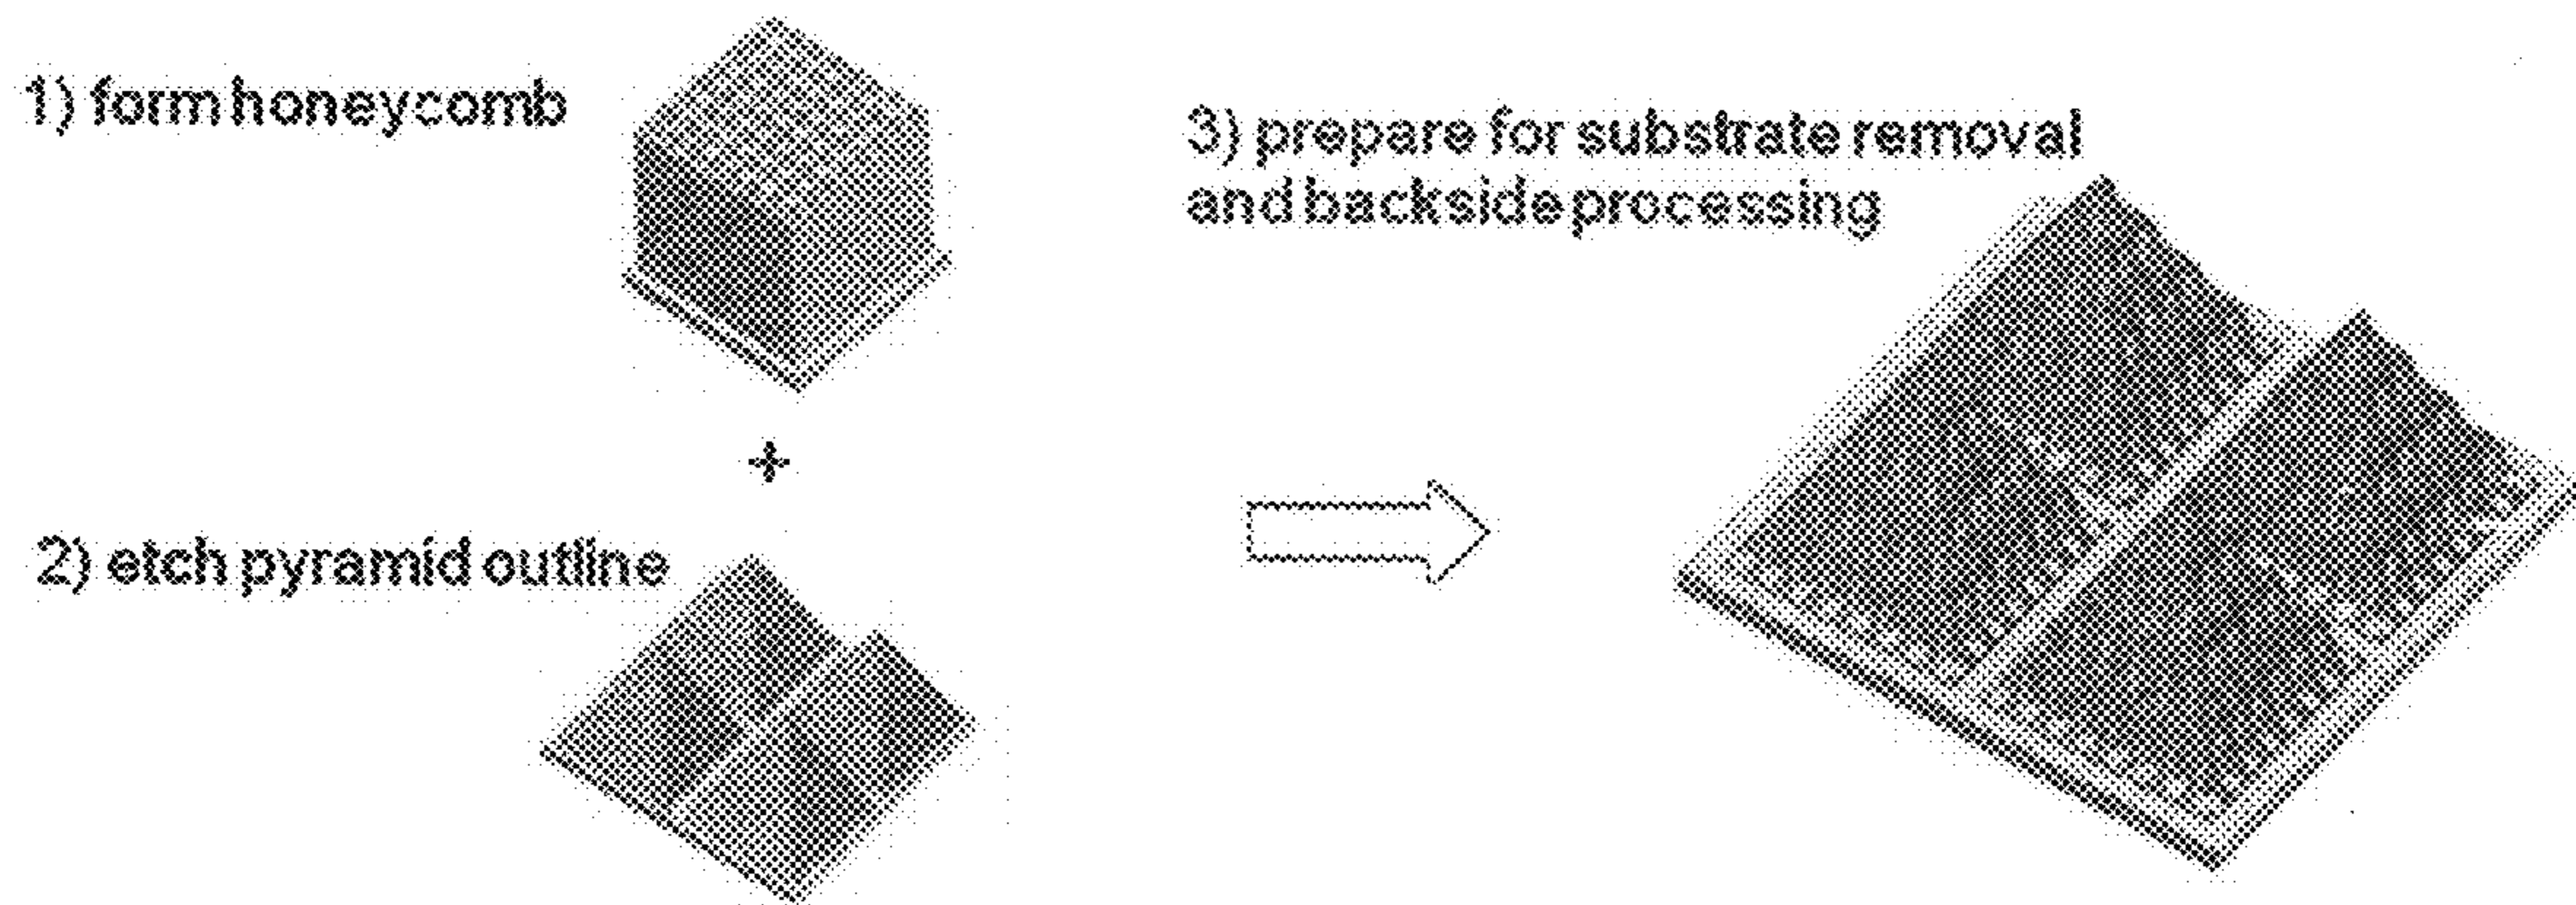 1) form honeycomb
+
2) etch pyramid outline
3) prepare for substrate removal
and backside processing